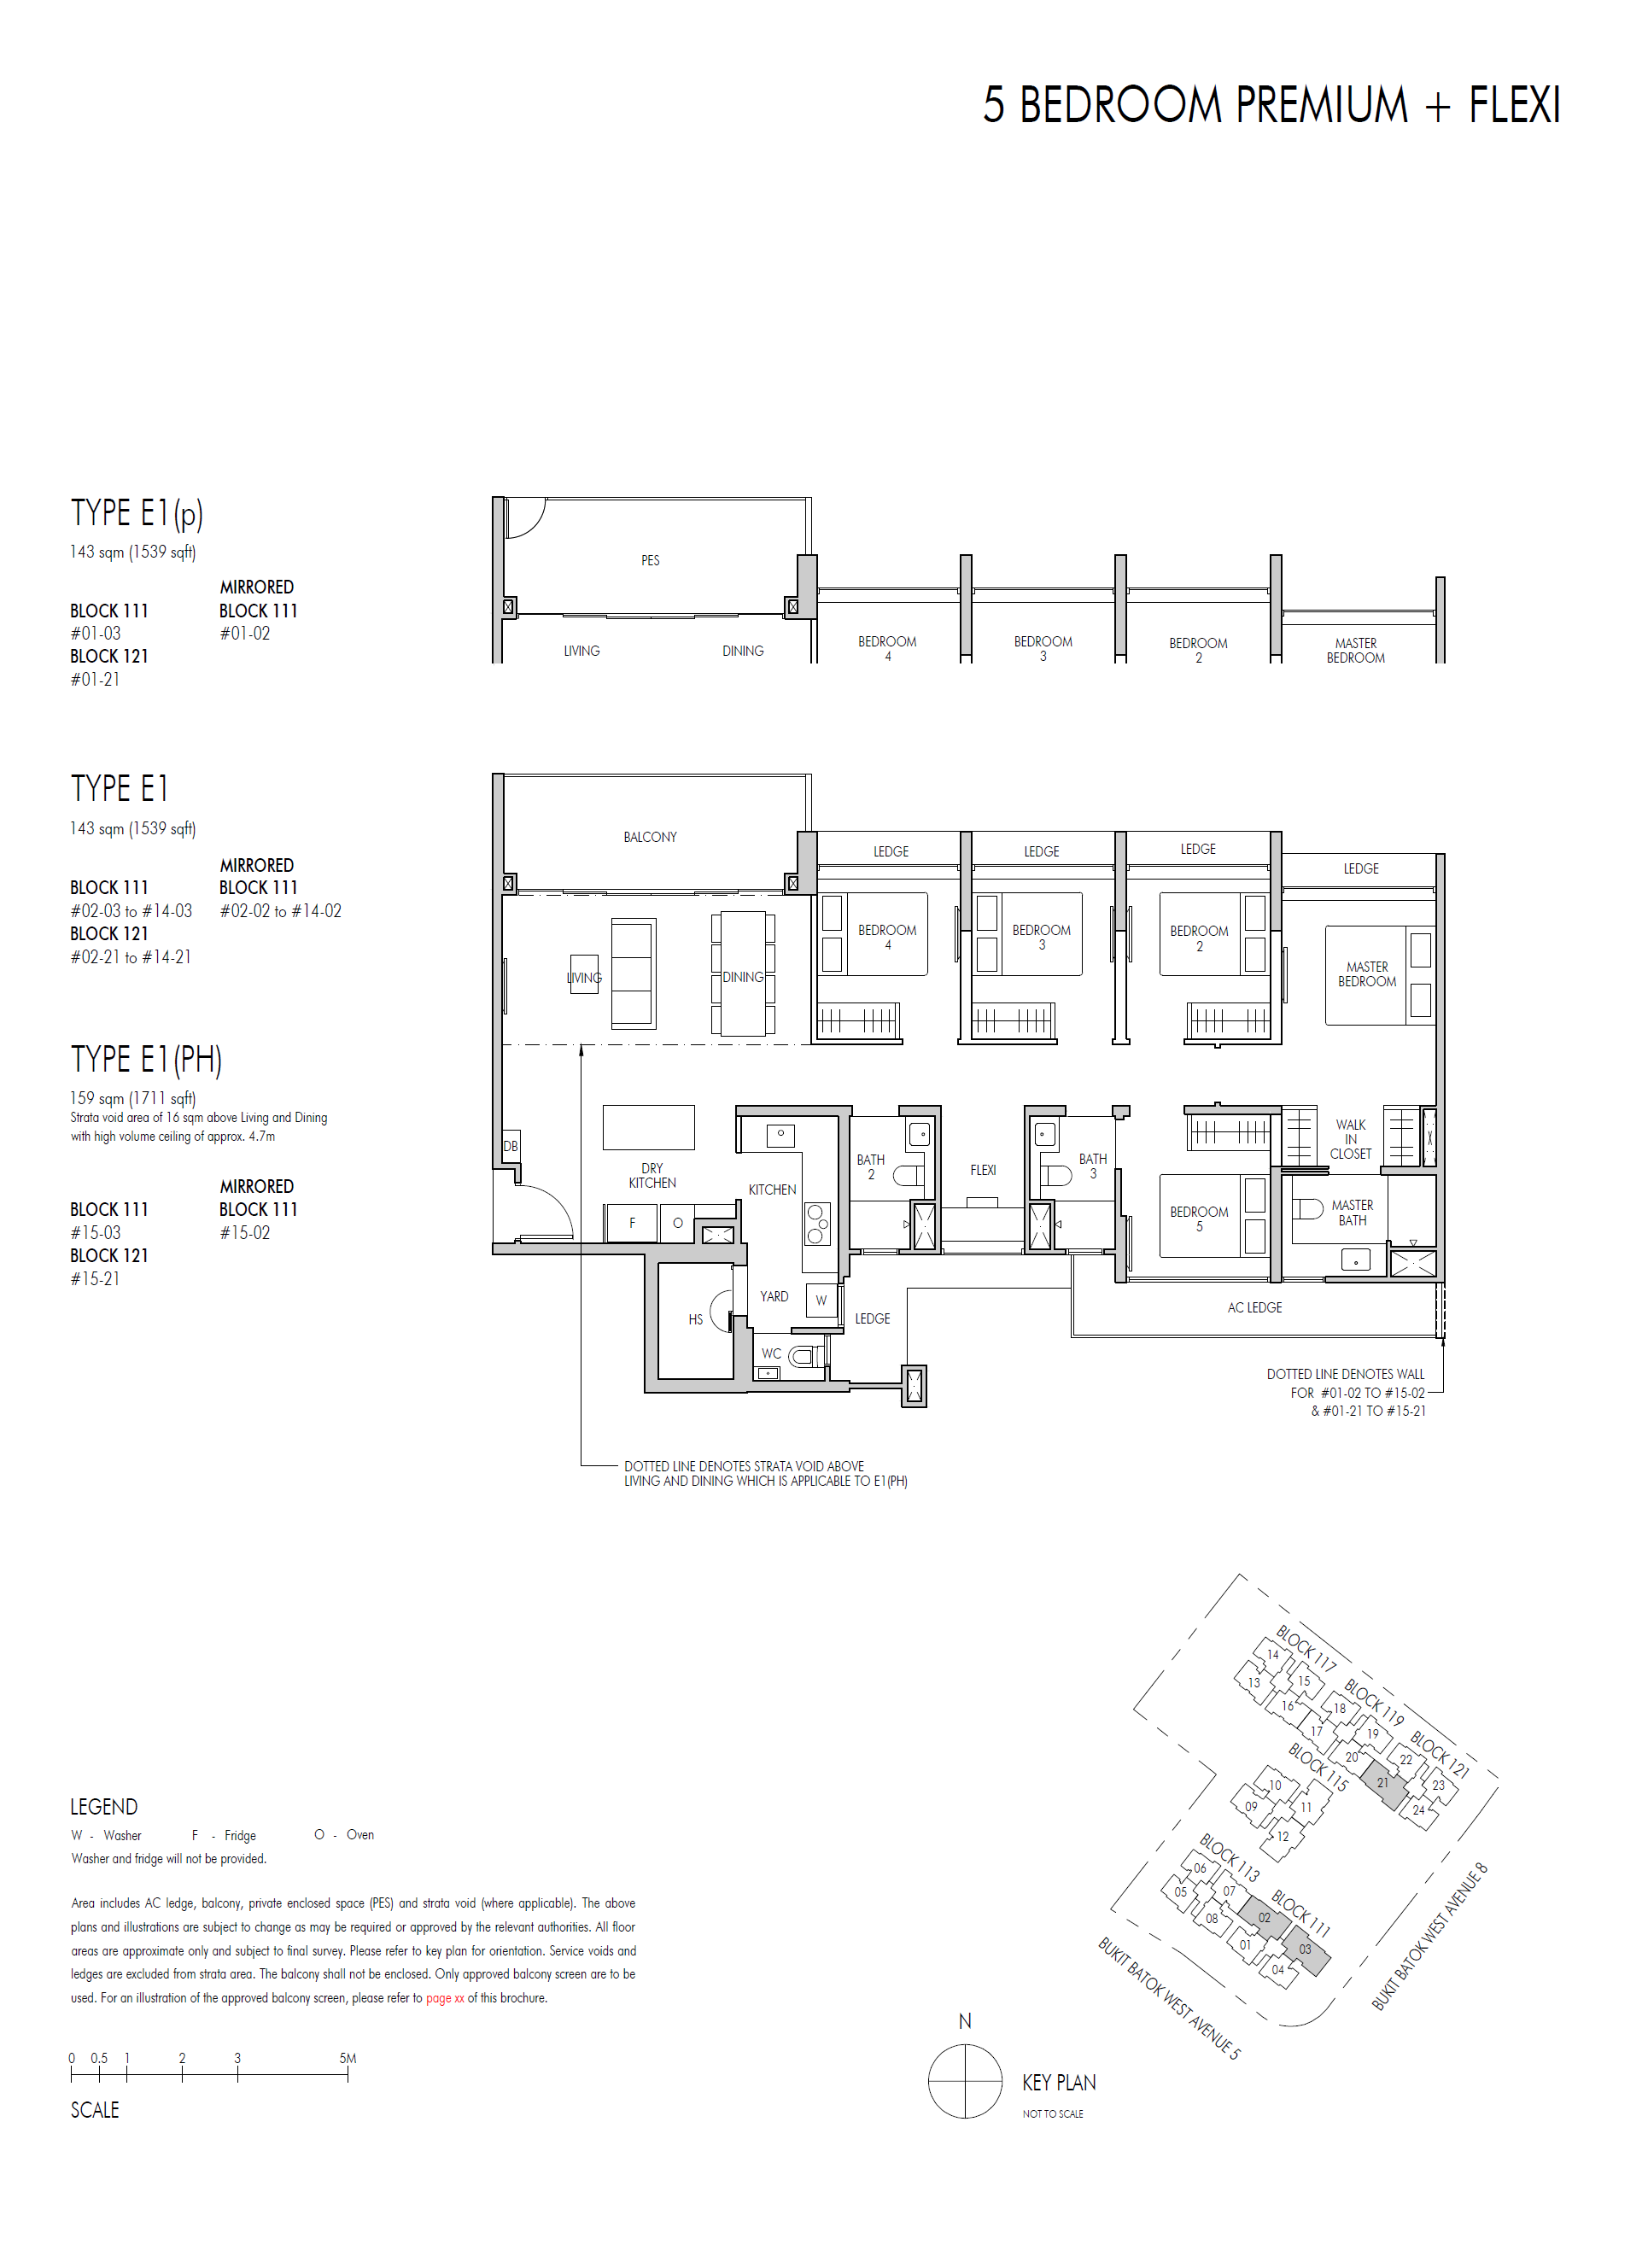 5 BEDROOM PREMIUM + FLEXI
TYPE E1(p)
143 sqm (1539 sqft)
MIRRORED
BLOCK 111 BLOCK 111
#01-03 #01-02
BLOCK 121
#01-21
PES
LIVING DINING
BEDROOM
4
BEDROOM
3
BEDROOM
2
MASTER
BEDROOM
TYPE E1
143 sqm (1539 sqft)
MIRRORED
BLOCK 111 BLOCK 111
#02-03 to #14-03 #02-02 to #14-02
BLOCK 121
#02-21 to #14-21
TYPE E1(PH)
159 sqm (1711 sqft)
Strata void area of 16 sqm above Living and Dining
with high volume ceiling of approx. 4.7m
MIRRORED
BLOCK 111 BLOCK 111
#15-03 #15-02
BLOCK 121
#15-21
BALCONY
LEDGE
LEDGE
LEDGE
LEDGE
LIVING
DINING
BEDROOM
4
BEDROOM
3
BEDROOM
2
MASTER
BEDROOM
DB
DRY
KITCHEN
F
O
KITCHEN
BATH
2
FLEXI
BATH
3
WALK
IN
CLOSET
BEDROOM
5
MASTER
BATH
HS
YARD
W
WC
LEDGE
AC LEDGE
DOTTED LINE DENOTES WALL
FOR #01-02 TO #15-02
& #01-21 TO #15-21
DOTTED LINE DENOTES STRATA VOID ABOVE
LIVING AND DINING WHICH IS APPLICABLE TO E1(PH)
BLOCK 117
14
13
15
16
17
BLOCK 119
18
19
20
BLOCK 121
22
21
23
24
BLOCK 115
10
09
11
12
BLOCK 113
06
05
07
08
BLOCK 111
02
01
03
04
BUKIT BATOK WEST AVENUE 5
BUKIT BATOK WEST AVENUE 8
LEGEND
W - Washer F - Fridge O - Oven
Washer and fridge will not be provided.
Area includes AC ledge, balcony, private enclosed space (PES) and strata void (where applicable). The above
plans and illustrations are subject to change as may be required or approved by the relevant authorities. All floor
areas are approximate only and subject to final survey. Please refer to key plan for orientation. Service voids and
ledges are excluded from strata area. The balcony shall not be enclosed. Only approved balcony screen are to be
used. For an illustration of the approved balcony screen, please refer to page xx of this brochure.
0 0.5 1 2 3 5M
SCALE
N
KEY PLAN
NOT TO SCALE